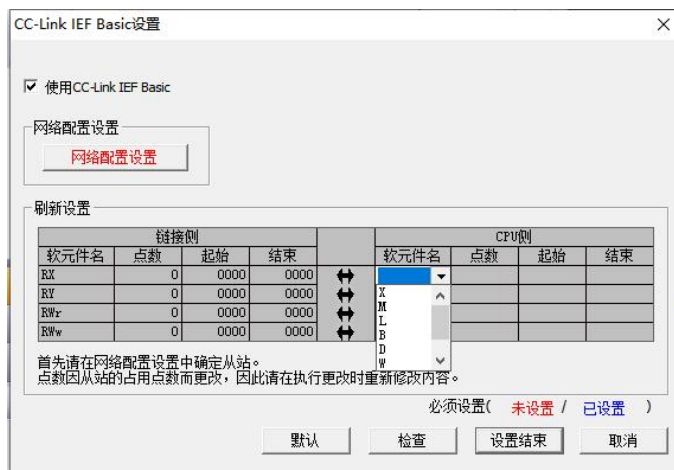 CC-Link IEF Basic设置
使用CC-Link IEF Basic
网络配置设置
网络配置设置
刷新设置
链接侧 CPU侧
软元件名 点数 起始 结束 软元件名 点数 起始 结束
RX 0 0000 0000
RY 0 0000 0000 X
RWr 0 0000 0000 M
L
RWw 0 0000 0000 B
D
W
首先请在网络配置设置中确定从站。
点数因从站的占用点数而更改，因此请在执行更改时重新修改内容。
必须设置( 未设置 / 已设置 )
默认 检查 设置结束 取消